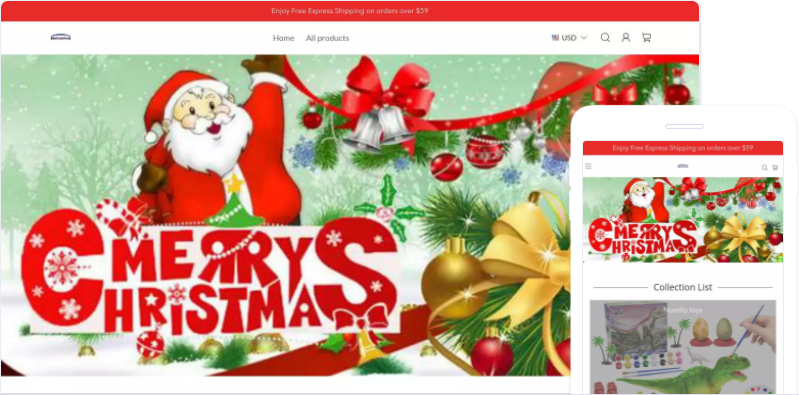 Enjoy Free Express Shipping on orders over $59
Home All products
USD
MERRY
CHRISTMAS
Enjoy Free Express Shipping on orders over $59
MERRY
CHRISTMAS
Collection List
Novelty toys